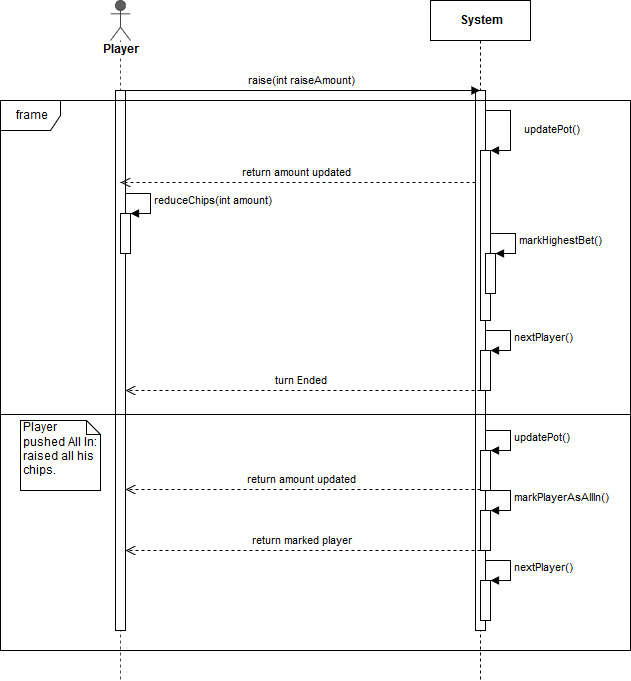 Player
System
raise(int raiseAmount)
frame
updatePot()
return amount updated
reduceChips(int amount)
markHighestBet()
nextPlayer()
turn Ended
Player
pushed All In:
raised all his
chips.
updatePot()
return amount updated
markPlayerAsAllIn()
return marked player
nextPlayer()